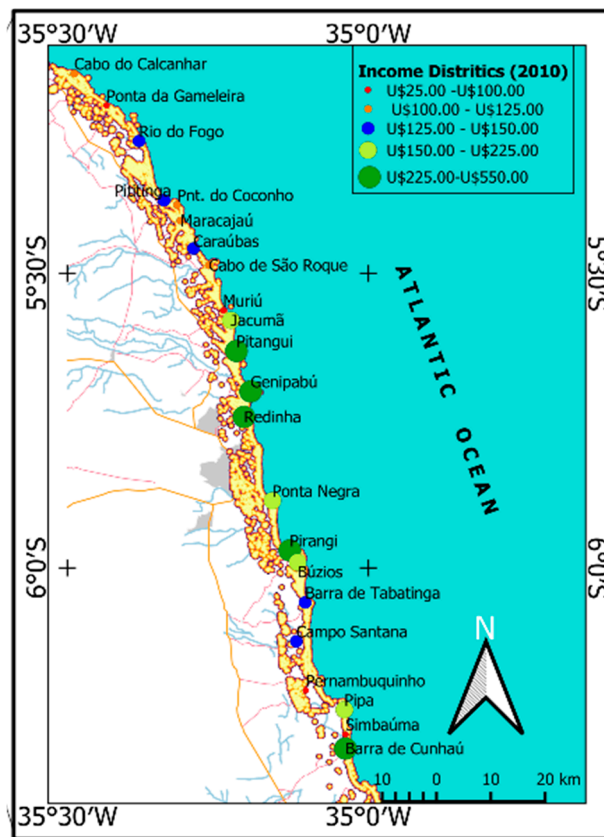 35°30'W 35°0'W
Cabo do Calcanhar
Ponta da Gameleira
Rio do Fogo
Pititinga
Pnt. do Coconho
Maracajaú
Caraúbas
Cabo de São Roque
5°30'S 5°30'S
Muriú
Jacumã
Pitangui
Genipabú
Redinha
Ponta Negra
Pirangi
6°0'S 6°0'S
Búzios
Barra de Tabatinga
Campo Santana
Pernambuquinho
Pipa
Simbaúma
Barra de Cunhaú
Income Distritics (2010)
U$25.00 -U$100.00
U$100.00 - U$125.00
U$125.00 - U$150.00
U$150.00 - U$225.00
U$225.00-U$550.00
ATLANTIC OCEAN
N
10 0 10 20 km
35°30'W 35°0'W